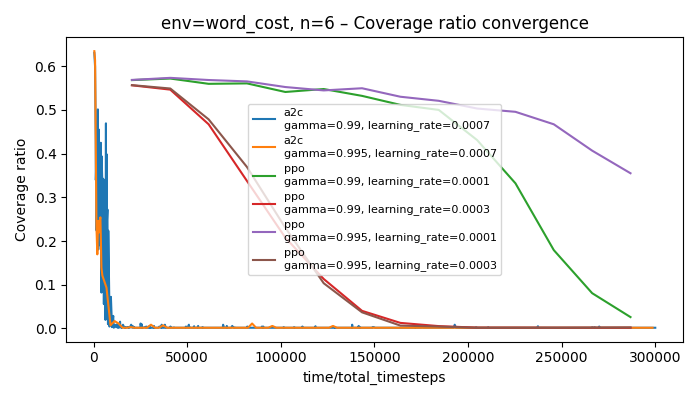 env=word_cost, n=6 – Coverage ratio convergence
Coverage ratio
0.6
0.5
0.4
0.3
0.2
0.1
0.0
a2c
gamma=0.99, learning_rate=0.0007
a2c
gamma=0.995, learning_rate=0.0007
ppo
gamma=0.99, learning_rate=0.0001
ppo
gamma=0.99, learning_rate=0.0003
ppo
gamma=0.995, learning_rate=0.0001
ppo
gamma=0.995, learning_rate=0.0003
0 50000 100000 150000 200000 250000 300000
time/total_timesteps